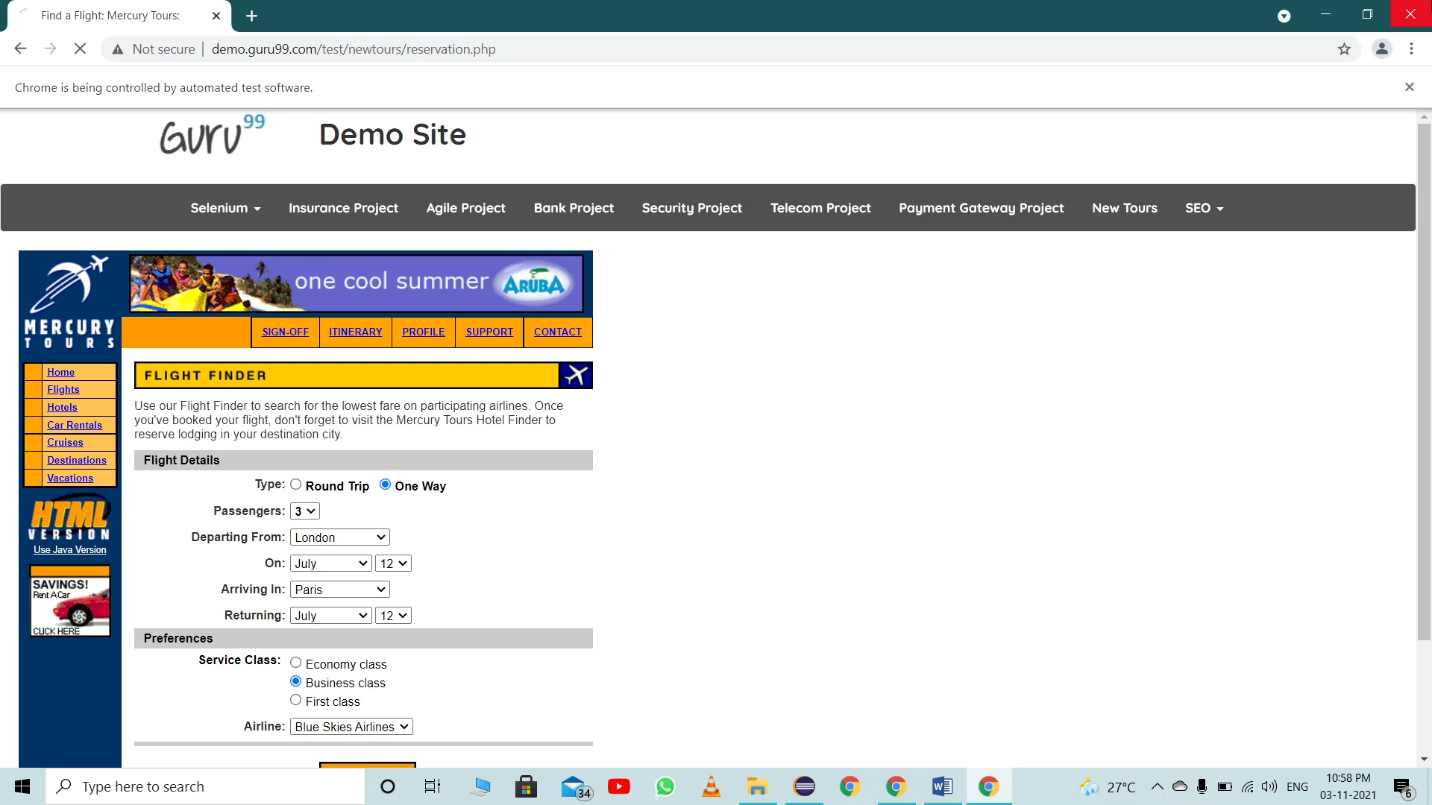 Find a Flight: Mercury Tours:
Not secure | demo.guru99.com/test/newtours/reservation.php
Chrome is being controlled by automated test software.
Guru99 Demo Site
Selenium Insurance Project Agile Project Bank Project Security Project Telecom Project Payment Gateway Project New Tours SEO
one cool summer ARUBA
MERCURY
TOURS
SIGN-OFF ITINERARY PROFILE SUPPORT CONTACT
Home
Flights
Hotels
Car Rentals
Cruises
Destinations
Vacations
HTML
VERSION
Use Java Version
SAVINGS!
Rent A Car
CLICK HERE
FLIGHT FINDER
Use our Flight Finder to search for the lowest fare on participating airlines. Once
you've booked your flight, don't forget to visit the Mercury Tours Hotel Finder to
reserve lodging in your destination city.
Flight Details
Type: Round Trip One Way
Passengers: 3
Departing From: London
On: July 12
Arriving In: Paris
Returning: July 12
Preferences
Service Class: Economy class
Business class
First class
Airline: Blue Skies Airlines
Type here to search
34
27°C
ENG
10:58 PM
03-11-2021
6